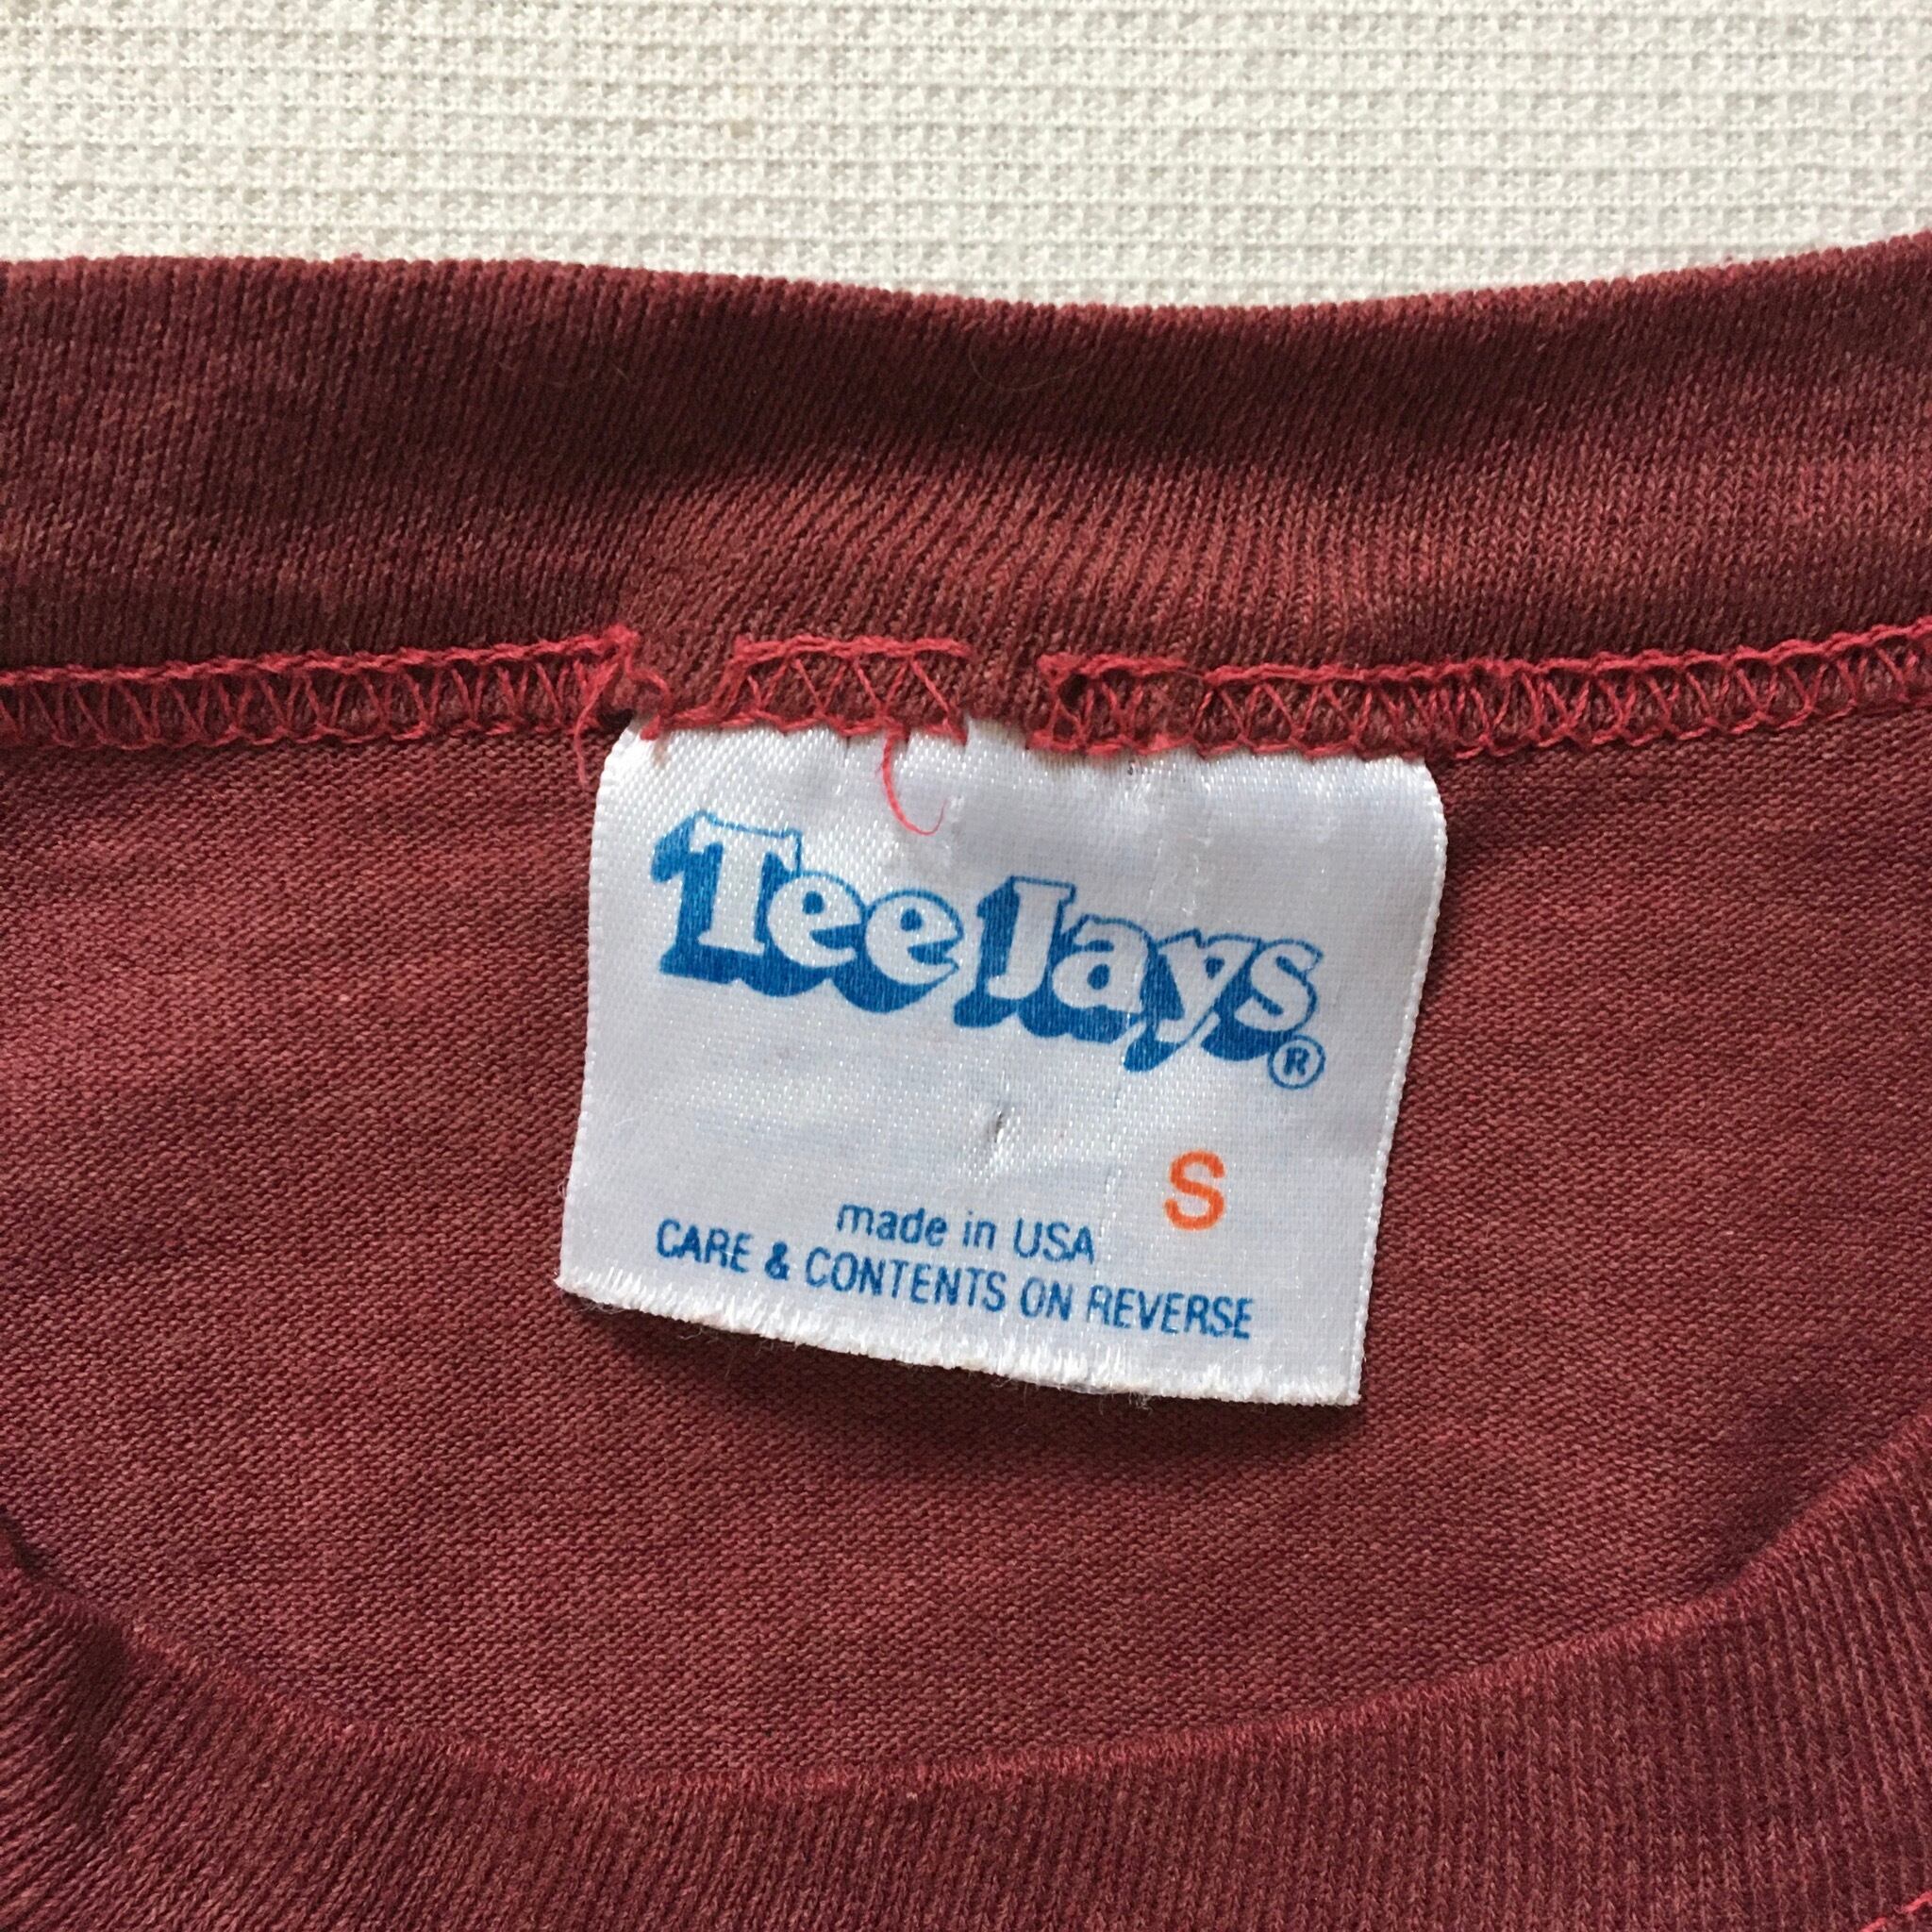 Tee Jays®
S
made in USA
CARE & CONTENTS ON REVERSE